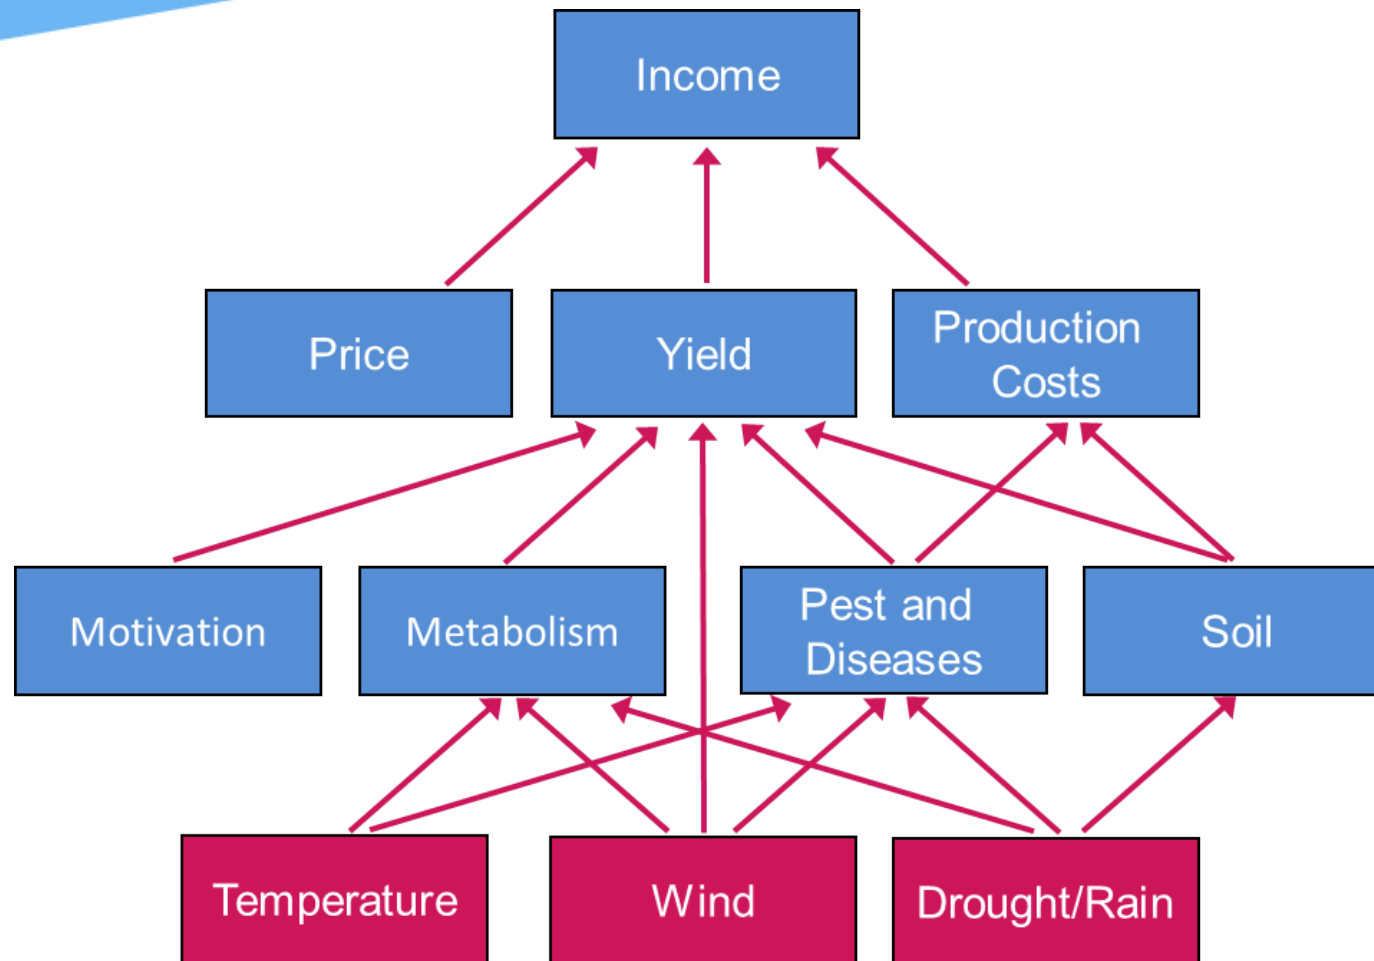 Income
Price
Yield
Production
Costs
Motivation
Metabolism
Pest and
Diseases
Soil
Temperature
Wind
Drought/Rain